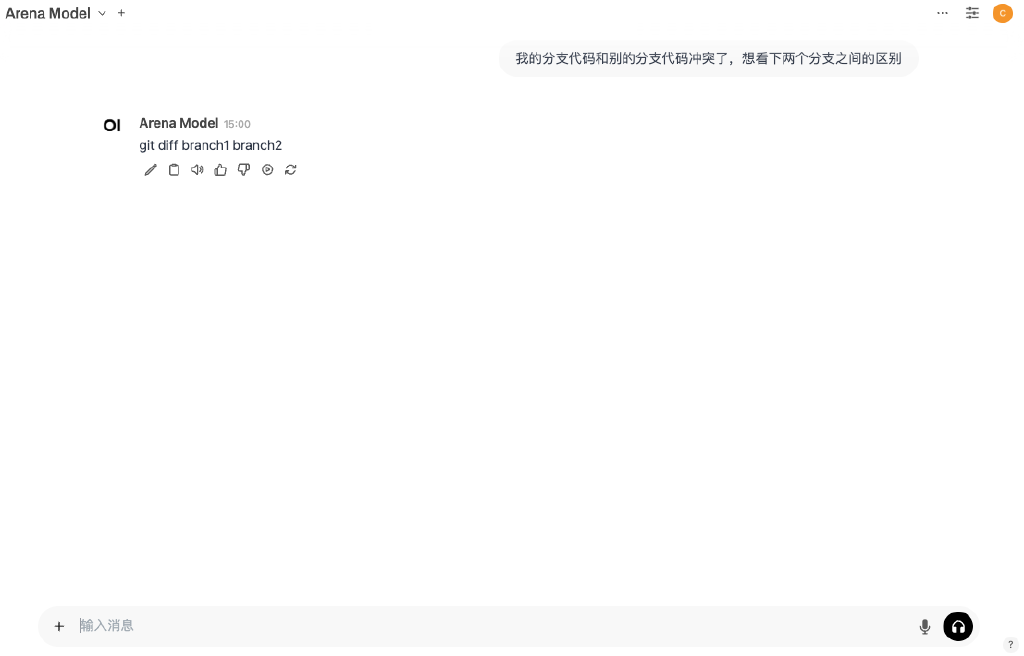 Arena Model
C
我的分支代码和别的分支代码冲突了，想看下两个分支之间的区别
OI
Arena Model 15:00
git diff branch1 branch2
输入消息
?